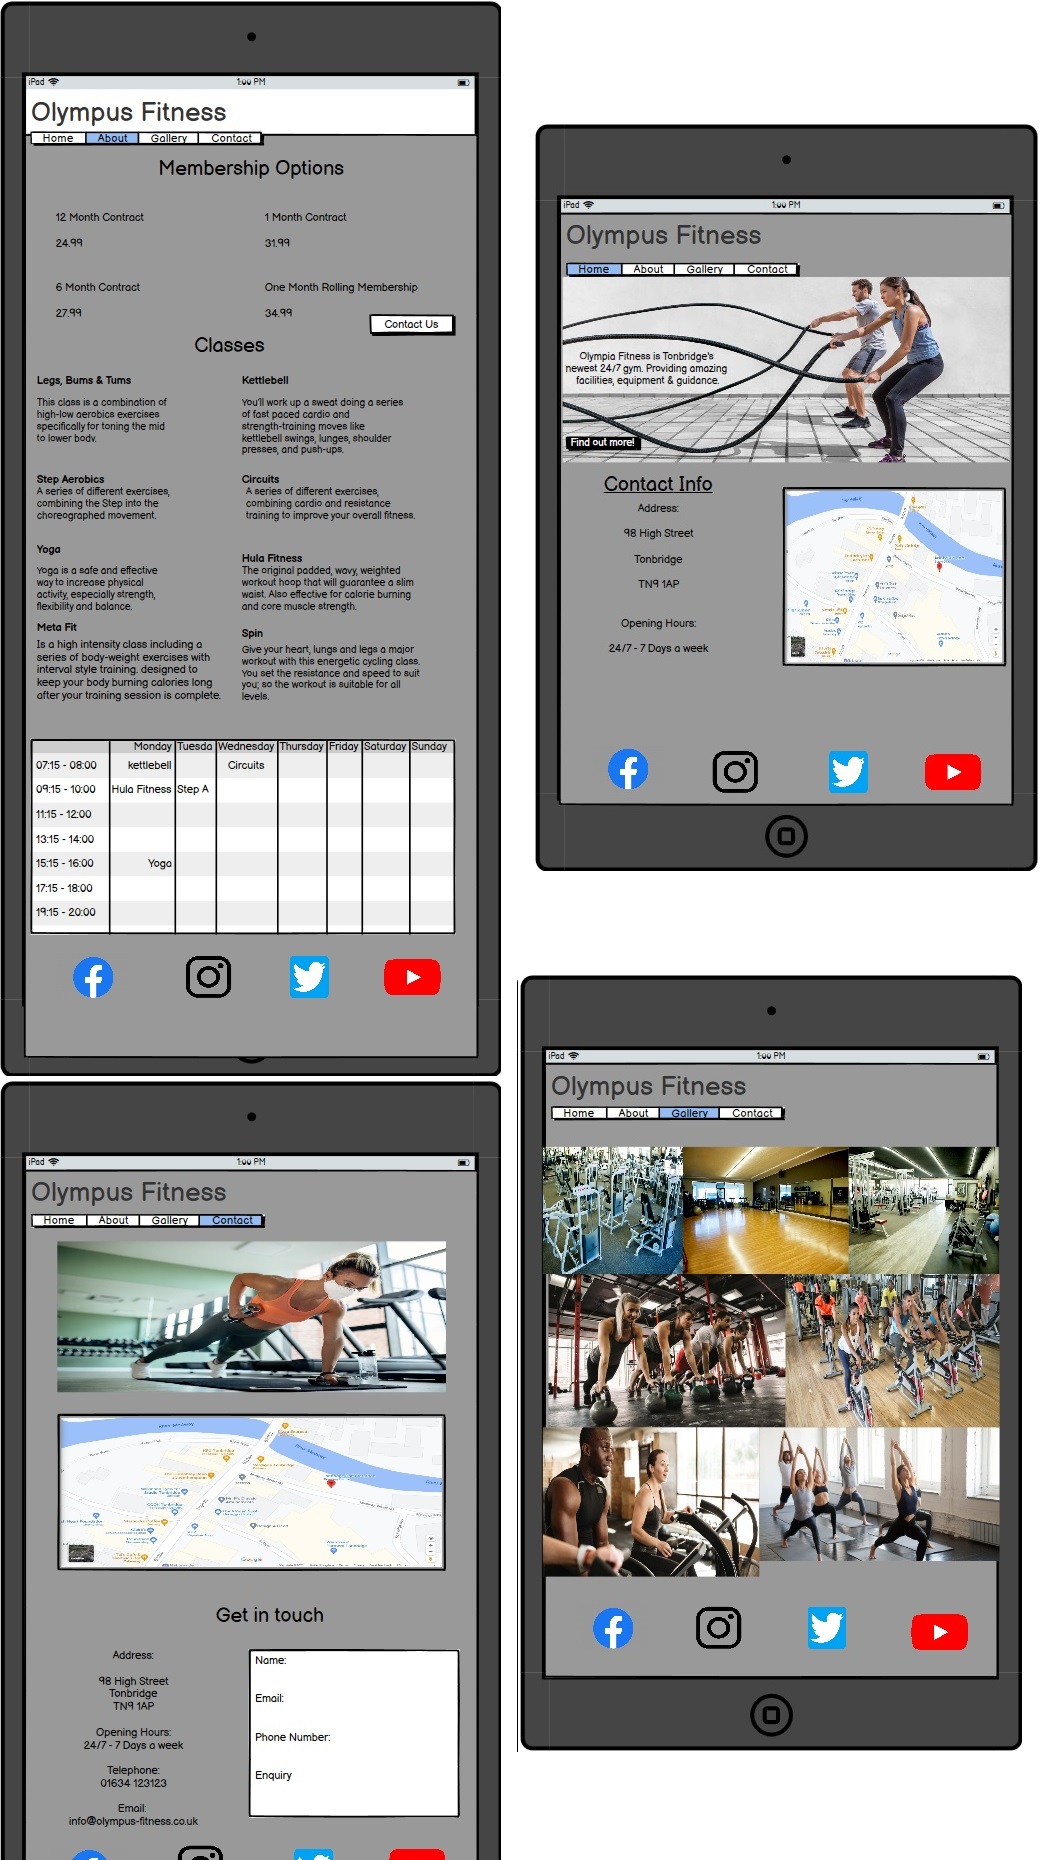 iPad
1:00 PM
Olympus Fitness
Home
About
Gallery
Contact
Membership Options
12 Month Contract
24.99
1 Month Contract
31.99
6 Month Contract
27.99
One Month Rolling Membership
34.99
Contact Us
Classes
Legs, Bums & Tums
This class is a combination of
high-low aerobics exercises
specifically for toning the mid
to lower body.
Kettlebell
You'll work up a sweat doing a series
of fast paced cardio and
strength-training moves like
kettlebell swings, lunges, shoulder
presses, and push-ups.
Step Aerobics
A series of different exercises,
combining the Step into the
choreographed movement.
Circuits
A series of different exercises,
combining cardio and resistance
training to improve your overall fitness.
Yoga
Yoga is a safe and effective
way to increase physical
activity, especially strength,
flexibility and balance.
Hula Fitness
The original padded, wavy, weighted
workout hoop that will guarantee a slim
waist. Also effective for calorie burning
and core muscle strength.
Meta Fit
Is a high intensity class including a
series of body-weight exercises with
interval style training. designed to
keep your body burning calories long
after your training session is complete.
Spin
Give your heart, lungs and legs a major
workout with this energetic cycling class.
You set the resistance and speed to suit
you; so the workout is suitable for all
levels.
Monday Tuesda Wednesday Thursday Friday Saturday Sunday
07:15 - 08:00 kettlebell Circuits
09:15 - 10:00 Hula Fitness Step A
11:15 - 12:00
13:15 - 14:00
15:15 - 16:00 Yoga
17:15 - 18:00
19:15 - 20:00
iPad
1:00 PM
Olympus Fitness
Home
About
Gallery
Contact
Olympia Fitness is Tonbridge's
newest 24/7 gym. Providing amazing
facilities, equipment & guidance.
Find out more!
Contact Info
Address:
98 High Street
Tonbridge
TN9 1AP
Opening Hours:
24/7 - 7 Days a week
iPad
1:00 PM
Olympus Fitness
Home
About
Gallery
Contact
Google
Get in touch
Address:
98 High Street
Tonbridge
TN9 1AP
Opening Hours:
24/7 - 7 Days a week
Telephone:
01634 123123
Email:
info@olympus-fitness.co.uk
Name:
Email:
Phone Number:
Enquiry
iPad
1:00 PM
Olympus Fitness
Home
About
Gallery
Contact